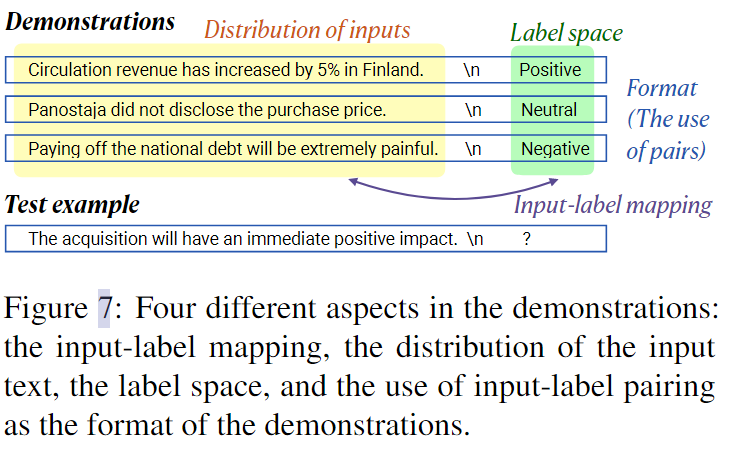 Demonstrations Distribution of inputs Label space
Circulation revenue has increased by 5% in Finland. \n Positive
Panostaja did not disclose the purchase price. \n Neutral
Paying off the national debt will be extremely painful. \n Negative
Format
(The use
of pairs)
Test example Input-label mapping
The acquisition will have an immediate positive impact. \n ?
Figure 7: Four different aspects in the demonstrations:
the input-label mapping, the distribution of the input
text, the label space, and the use of input-label pairing
as the format of the demonstrations.